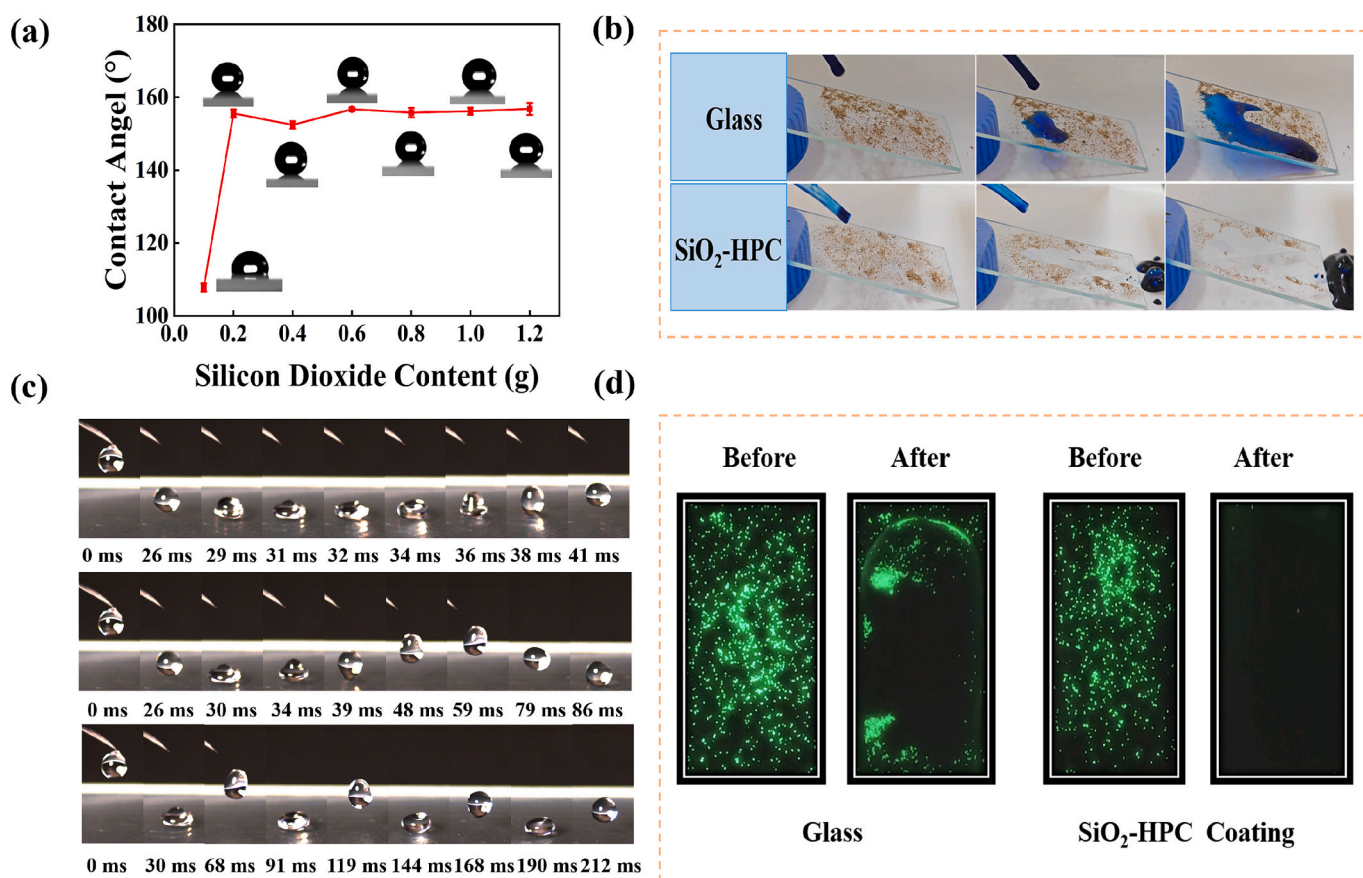 (a)
180
160
140
120
100
Contact Angel (°)
0.0 0.2 0.4 0.6 0.8 1.0 1.2
Silicon Dioxide Content (g)
(b)
Glass
SiO₂-HPC
(c)
0 ms 26 ms 29 ms 31 ms 32 ms 34 ms 36 ms 38 ms 41 ms
0 ms 26 ms 30 ms 34 ms 39 ms 48 ms 59 ms 79 ms 86 ms
0 ms 30 ms 68 ms 91 ms 119 ms 144 ms 168 ms 190 ms 212 ms
(d)
Before After Before After
Glass SiO₂-HPC Coating